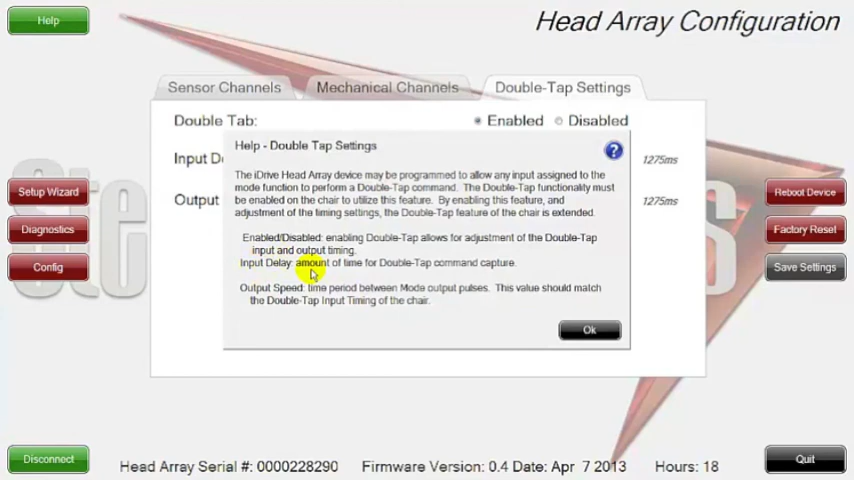 Help
Head Array Configuration
Sensor Channels
Mechanical Channels
Double-Tap Settings
Double Tab:
Enabled
Disabled
Help - Double Tap Settings
Input De
1275ms
The iDrive Head Array device may be programmed to allow any input assigned to the
mode function to perform a Double-Tap command. The Double-Tap functionality must
be enabled on the chair to utilize this feature. By enabling this feature, and
adjustment of the timing settings, the Double-Tap feature of the chair is extended.
Output
1275ms
Enabled/Disabled: enabling Double-Tap allows for adjustment of the Double-Tap
input and output timing.
Input Delay: amount of time for Double-Tap command capture.
Output Speed: time period between Mode output pulses. This value should match
the Double-Tap Input Timing of the chair.
Ok
Setup Wizard
Diagnostics
Config
Reboot Device
Factory Reset
Save Settings
Disconnect
Head Array Serial #: 0000228290
Firmware Version: 0.4 Date: Apr 7 2013
Hours: 18
Quit